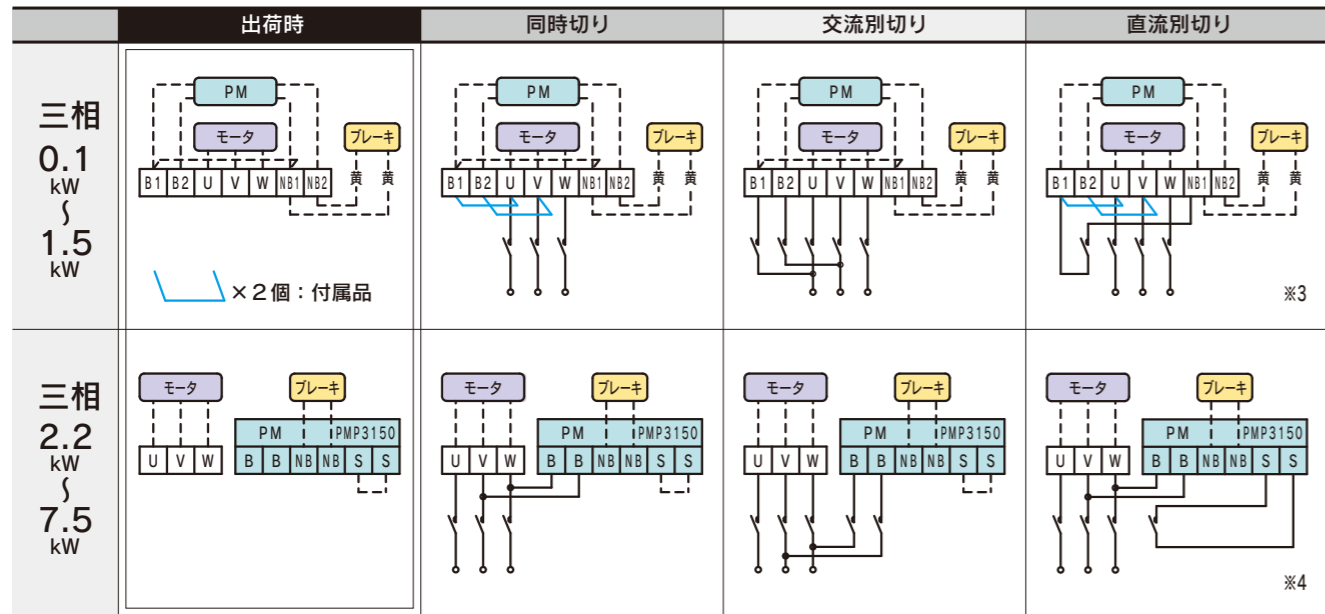 出荷時 同時切り 交流別切り 直流別切り
三相
0.1
kW
〜
1.5
kW
PM
モータ
ブレーキ
B1 B2 U V W NB1 NB2 黄 黄
×2個：付属品
PM
モータ
ブレーキ
B1 B2 U V W NB1 NB2 黄 黄
PM
モータ
ブレーキ
B1 B2 U V W NB1 NB2 黄 黄
PM
モータ
ブレーキ
B1 B2 U V W NB1 NB2 黄 黄
※3
三相
2.2
kW
〜
7.5
kW
モータ ブレーキ
PM PMP3150
U V W B B NB NB S S
モータ ブレーキ
PM PMP3150
U V W B B NB NB S S
モータ ブレーキ
PM PMP3150
U V W B B NB NB S S
モータ ブレーキ
PM PMP3150
U V W B B NB NB S S
※4